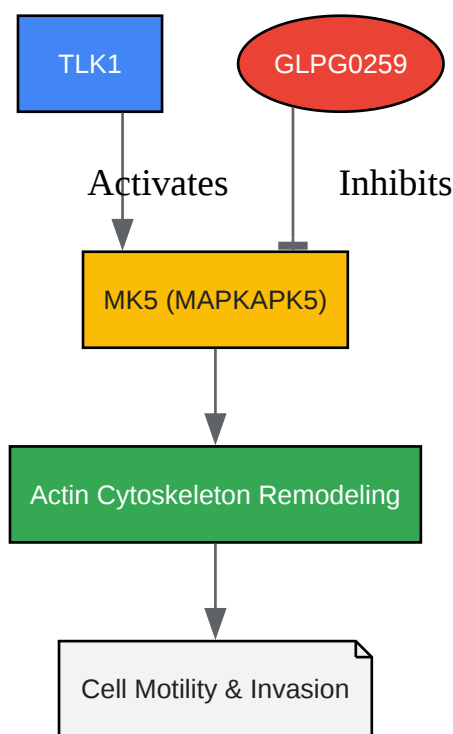 TLK1
GLPG0259
Activates
Inhibits
MK5 (MAPKAPK5)
Actin Cytoskeleton Remodeling
Cell Motility & Invasion